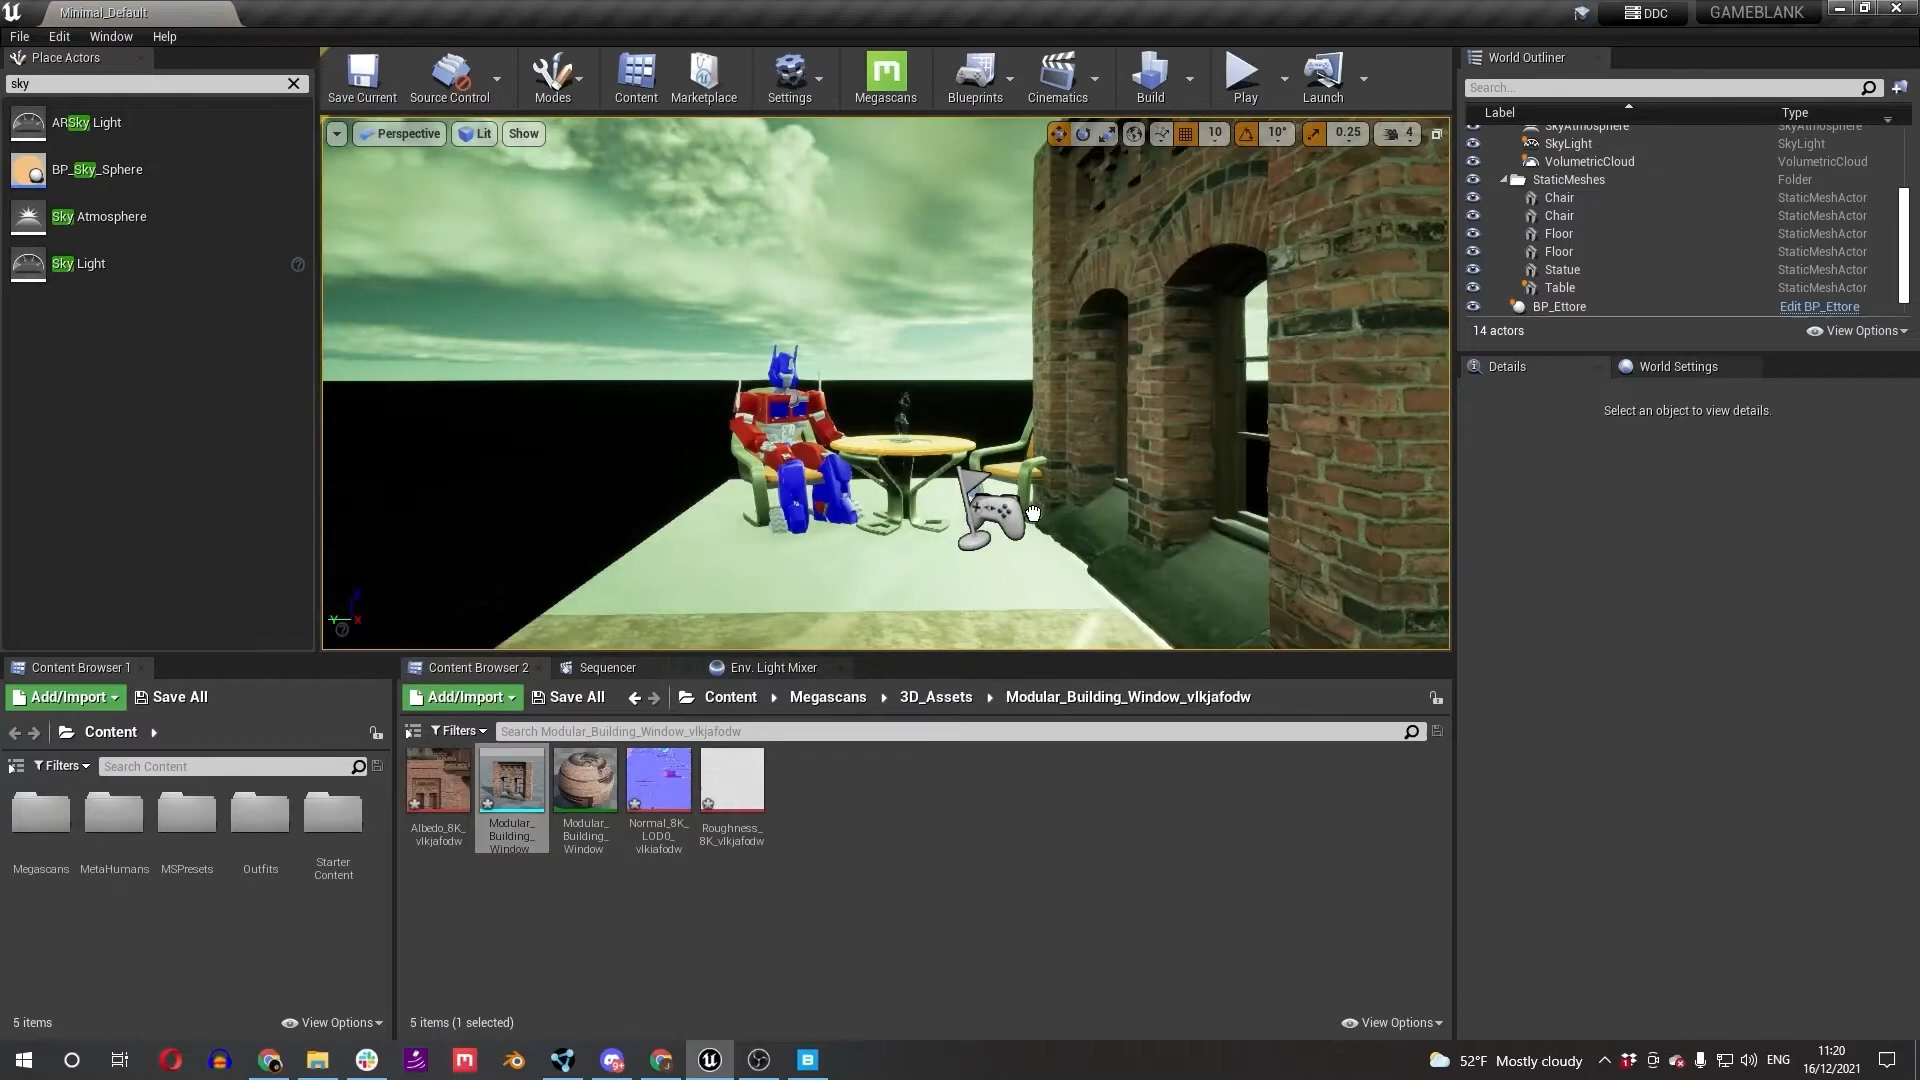 Minimal_Default
DDC
GAMEBLANK
File Edit Window Help
Place Actors
sky
ARSky Light
BP_Sky_Sphere
Sky Atmosphere
Sky Light
Save Current
Source Control
Modes
Content
Marketplace
Settings
Megascans
Blueprints
Cinematics
Build
Play
Launch
Perspective
Lit
Show
10
10°
0.25
4
World Outliner
Search...
Label Type
SkyAtmosphere SkyAtmosphere
SkyLight SkyLight
VolumetricCloud VolumetricCloud
StaticMeshes Folder
Chair StaticMeshActor
Chair StaticMeshActor
Floor StaticMeshActor
Floor StaticMeshActor
Statue StaticMeshActor
Table StaticMeshActor
BP_Ettore Edit BP_Ettore
14 actors
View Options
Details
World Settings
Select an object to view details.
Content Browser 1
Add/Import
Save All
Content
Filters
Search Content
Megascans
MetaHumans
MSPresets
Outfits
Starter
Content
5 items
View Options
Content Browser 2
Sequencer
Env. Light Mixer
Add/Import
Save All
Content
Megascans
3D_Assets
Modular_Building_Window_vlkjafodw
Filters
Search Modular_Building_Window_vlkjafodw
Albedo_8K_
vlkjafodw
Modular_
Building_
Window
Modular_
Building_
Window
Normal_8K_
LOD0_
vlkjafodw
Roughness_
8K_vlkjafodw
5 items (1 selected)
View Options
52°F Mostly cloudy
ENG
11:20
16/12/2021